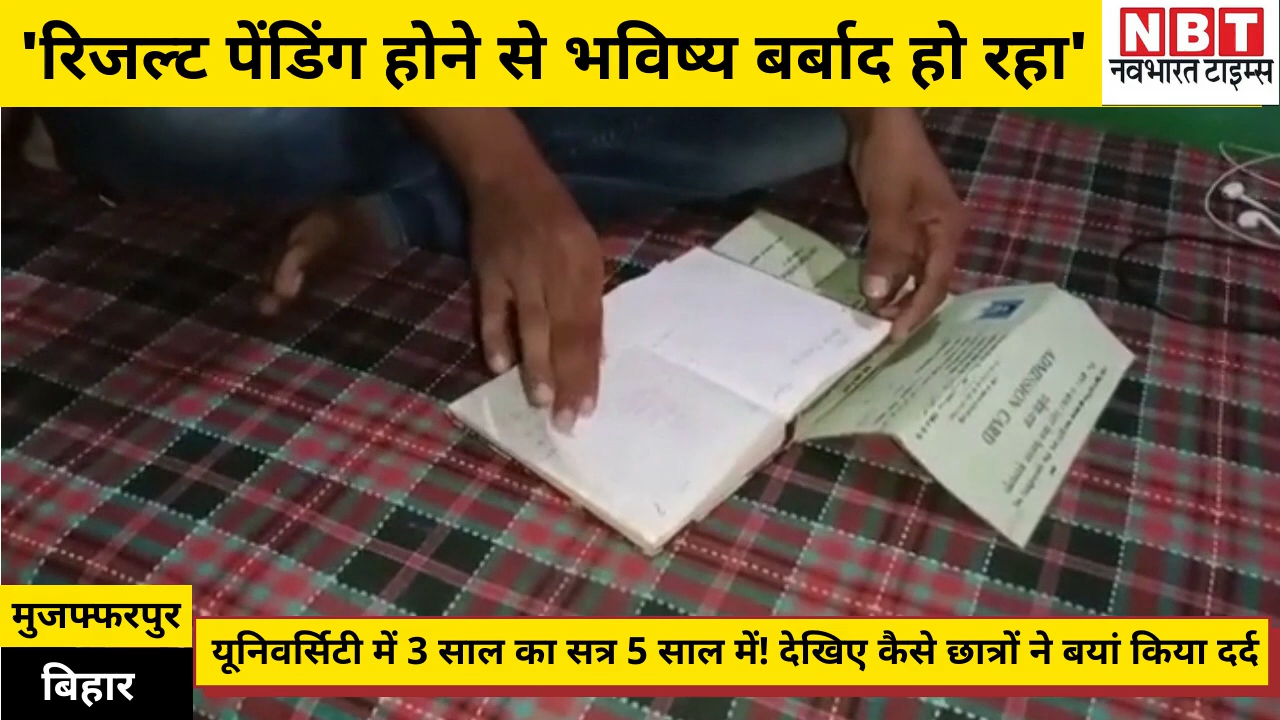 'रिजल्ट पेंडिंग होने से भविष्य बर्बाद हो रहा'
NBT
नवभारत टाइम्स
ADMISSION CARD
मुजफ्फरपुर
बिहार
यूनिवर्सिटी में 3 साल का सत्र 5 साल में! देखिए कैसे छात्रों ने बयां किया दर्द